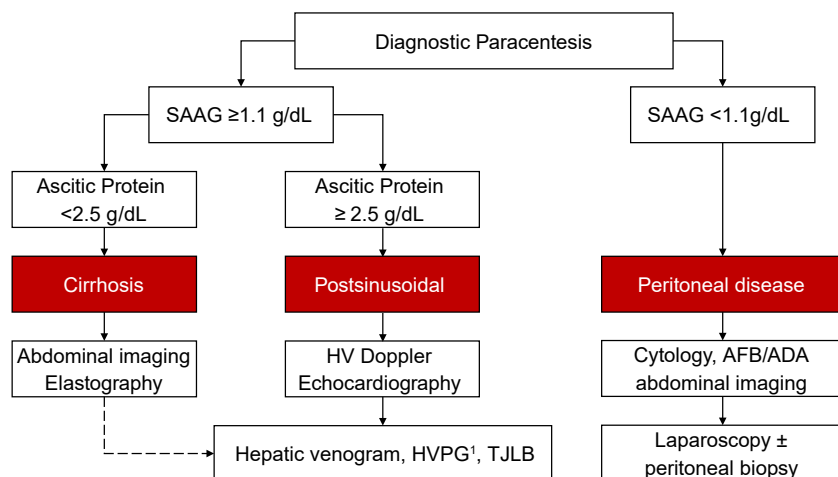 Diagnostic Paracentesis
SAAG ≥1.1 g/dL
SAAG <1.1g/dL
Ascitic Protein
<2.5 g/dL
Ascitic Protein
≥ 2.5 g/dL
Cirrhosis
Postsinusoidal
Peritoneal disease
Abdominal imaging
Elastography
HV Doppler
Echocardiography
Cytology, AFB/ADA
abdominal imaging
Hepatic venogram, HVPG¹, TJLB
Laparoscopy ±
peritoneal biopsy